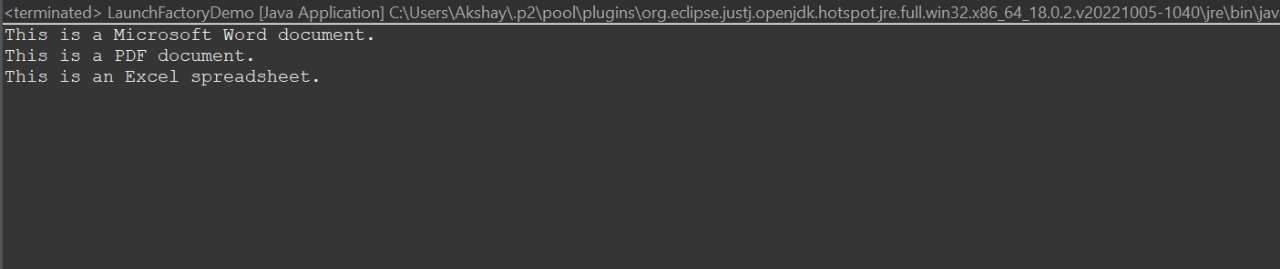 <terminated> LaunchFactoryDemo [Java Application] C:\Users\Akshay\.p2\pool\plugins\org.eclipse.justj.openjdk.hotspot.jre.full.win32.x86_64_18.0.2.v20221005-1040\jre\bin\jav
This is a Microsoft Word document.
This is a PDF document.
This is an Excel spreadsheet.